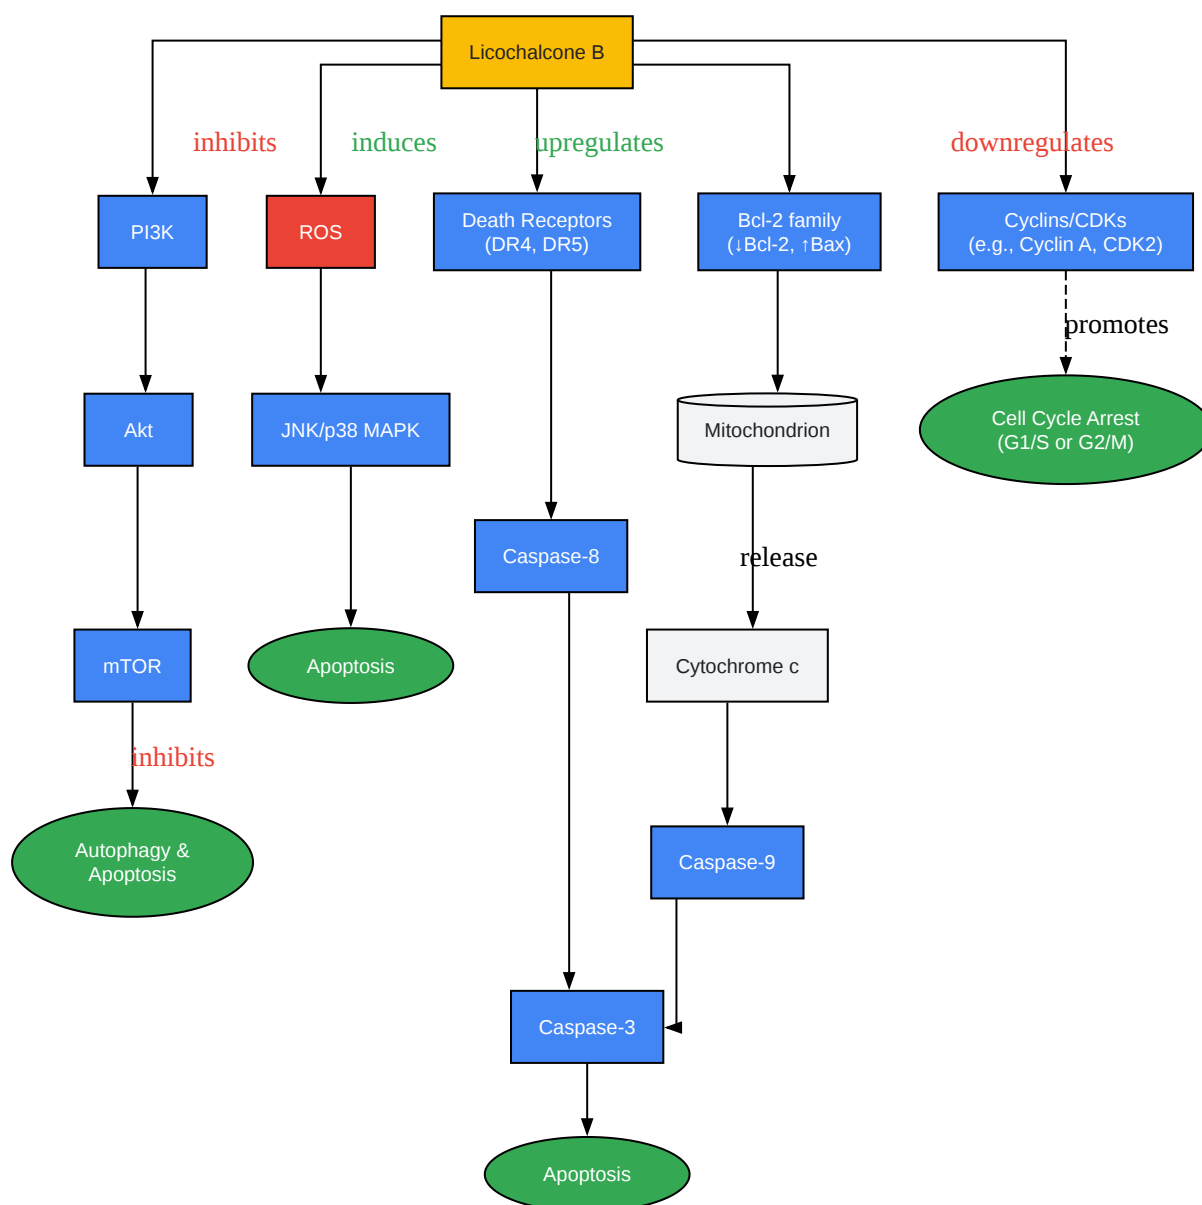 Licochalcone B
inhibits
induces
upregulates
downregulates
PI3K
ROS
Death Receptors
(DR4, DR5)
Bcl-2 family
(↓Bcl-2, ↑Bax)
Cyclins/CDKs
(e.g., Cyclin A, CDK2)
promotes
Akt
JNK/p38 MAPK
Mitochondrion
Cell Cycle Arrest
(G1/S or G2/M)
Caspase-8
release
mTOR
Apoptosis
Cytochrome c
inhibits
Autophagy &
Apoptosis
Caspase-9
Caspase-3
Apoptosis